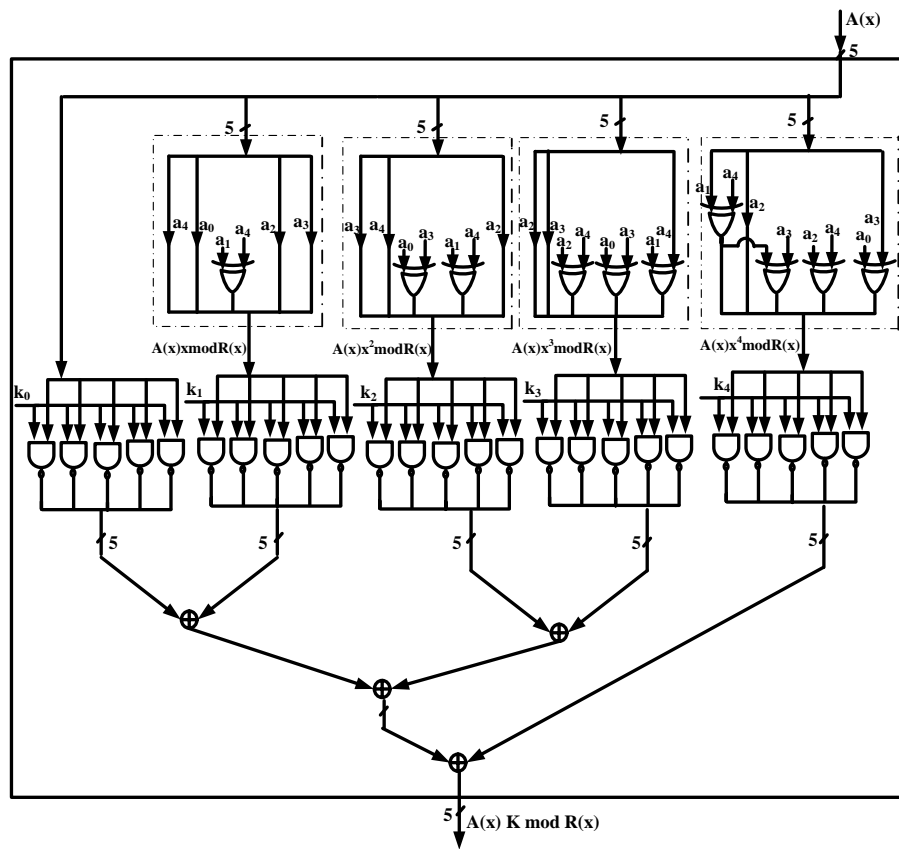 A(x)
5
5
5
5
5
a₄
a₀
a₁
a₄
a₂
a₃
a₃
a₄
a₀
a₃
a₁
a₄
a₂
a₂
a₃
a₂
a₄
a₀
a₃
a₁
a₄
a₁
a₄
a₂
a₃
a₂
a₄
a₀
a₃
A(x)xmodR(x)
A(x)x²modR(x)
A(x)x³modR(x)
A(x)x⁴modR(x)
k₀
k₁
k₂
k₃
k₄
5
5
5
5
5
5
A(x) K mod R(x)